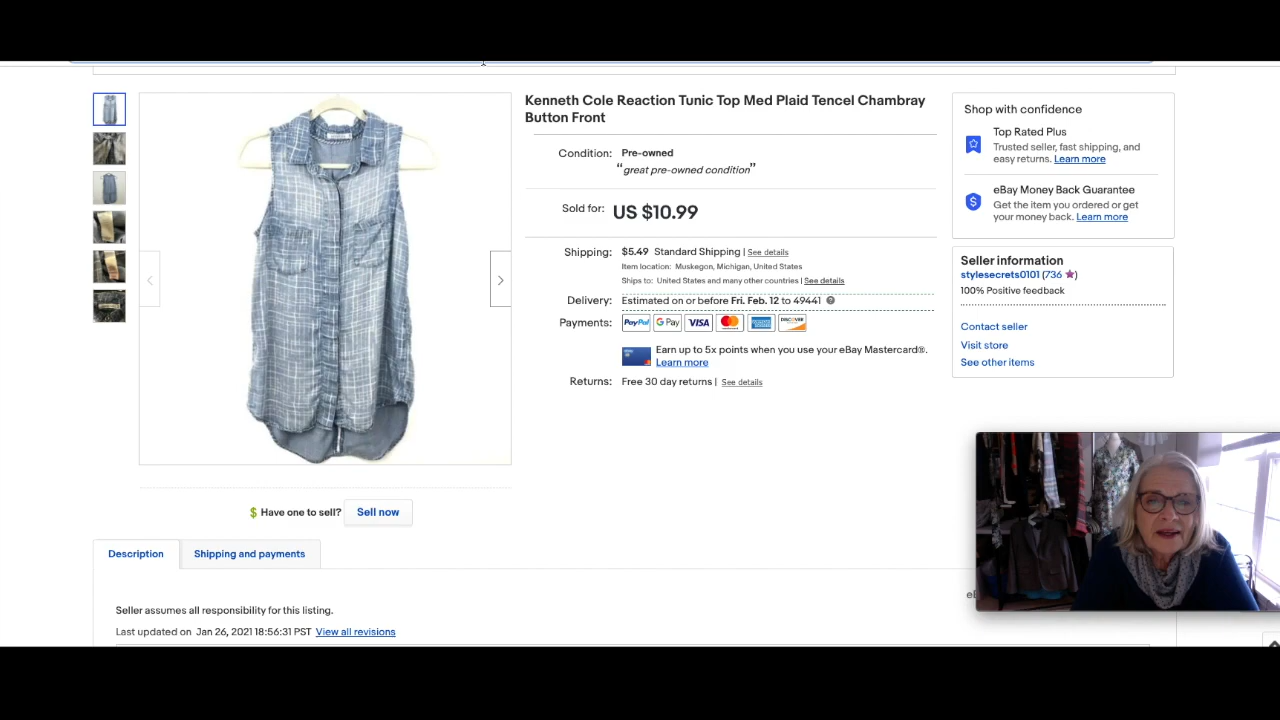 Kenneth Cole Reaction Tunic Top Med Plaid Tencel Chambray
Button Front
Condition: Pre-owned
“great pre-owned condition”
Sold for: US $10.99
Shipping: $5.49 Standard Shipping | See details
Item location: Muskegon, Michigan, United States
Ships to: United States and many other countries | See details
Delivery: Estimated on or before Fri. Feb. 12 to 49441
Payments: PayPal G Pay VISA DISCOVER
Earn up to 5x points when you use your eBay Mastercard®.
Learn more
Returns: Free 30 day returns | See details
Shop with confidence
Top Rated Plus
Trusted seller, fast shipping, and
easy returns. Learn more
eBay Money Back Guarantee
Get the item you ordered or get
your money back. Learn more
Seller information
stylesecrets0101 (736)
100% Positive feedback
Contact seller
Visit store
See other items
Have one to sell? Sell now
Description
Shipping and payments
Seller assumes all responsibility for this listing.
Last updated on Jan 26, 2021 18:56:31 PST View all revisions